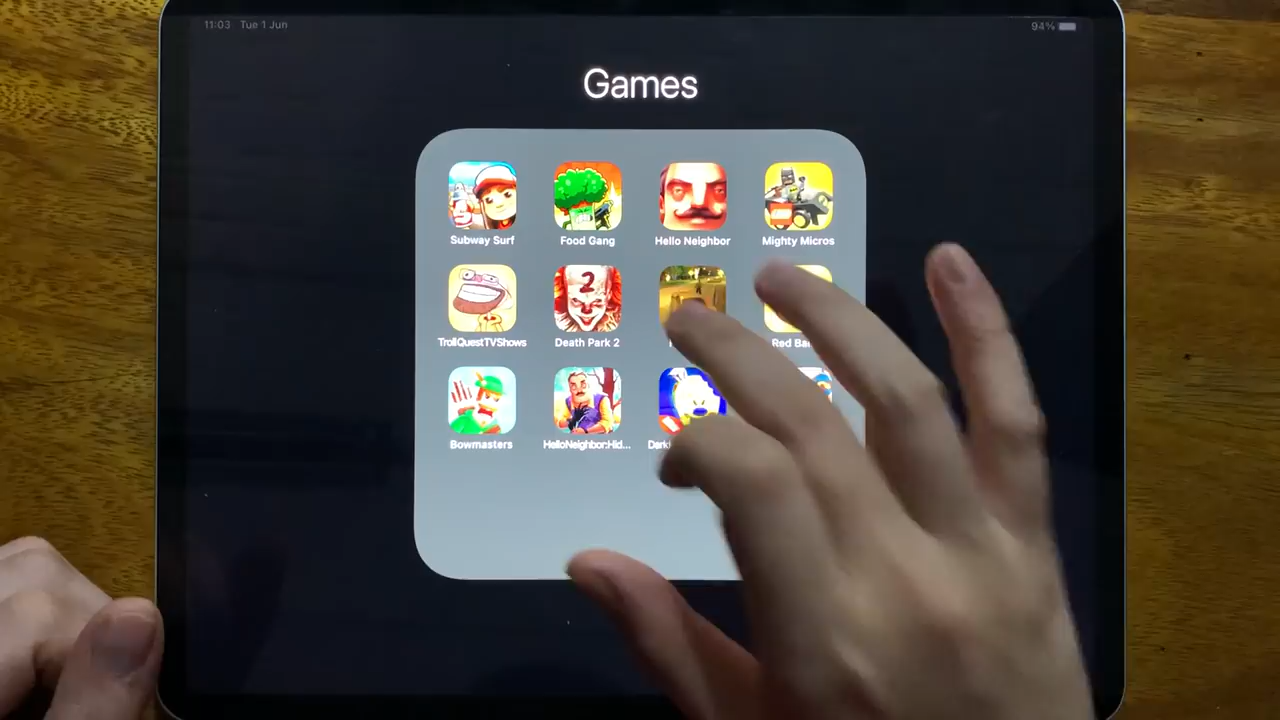 11:03 Tue 1 Jun
94%
Games
Subway Surf
Food Gang
Hello Neighbor
Mighty Micros
2
TrollQuestTVShows
Death Park 2
Red Ba
Bowmasters
HelloNeighbor:Hid...
Dark